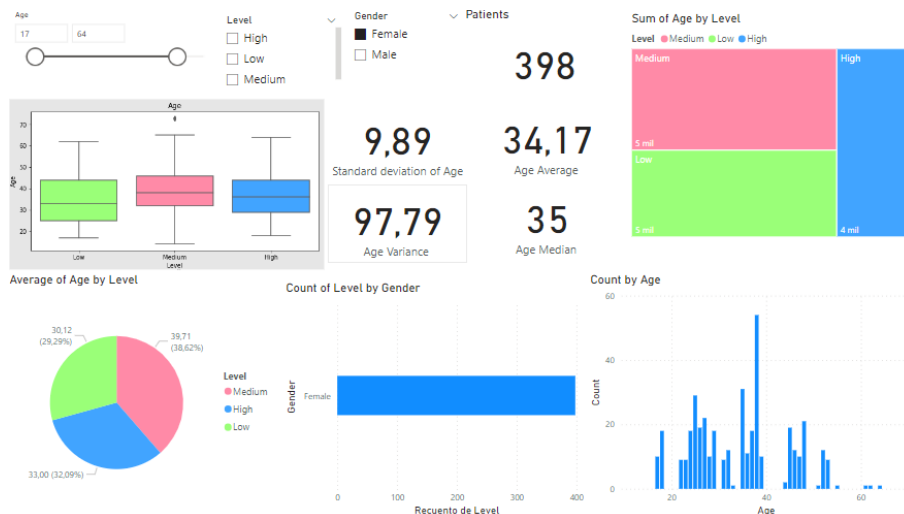 Age
17
64
Level
High
Low
Medium
Gender
Female
Male
Patients
398
9,89
Standard deviation of Age
34,17
Age Average
97,79
Age Variance
35
Age Median
Sum of Age by Level
Level Medium Low High
Medium
5 mil
Low
5 mil
High
4 mil
Age
70
60
50
40
30
20
Age
Low
Medium
High
Level
Average of Age by Level
30,12
(29,29%)
39,71
(38,62%)
33,00 (32,09%)
Level
Medium
High
Low
Count of Level by Gender
Gender
Female
0
100
200
300
400
Recuento de Level
Count by Age
60
40
20
0
Count
20
40
60
Age